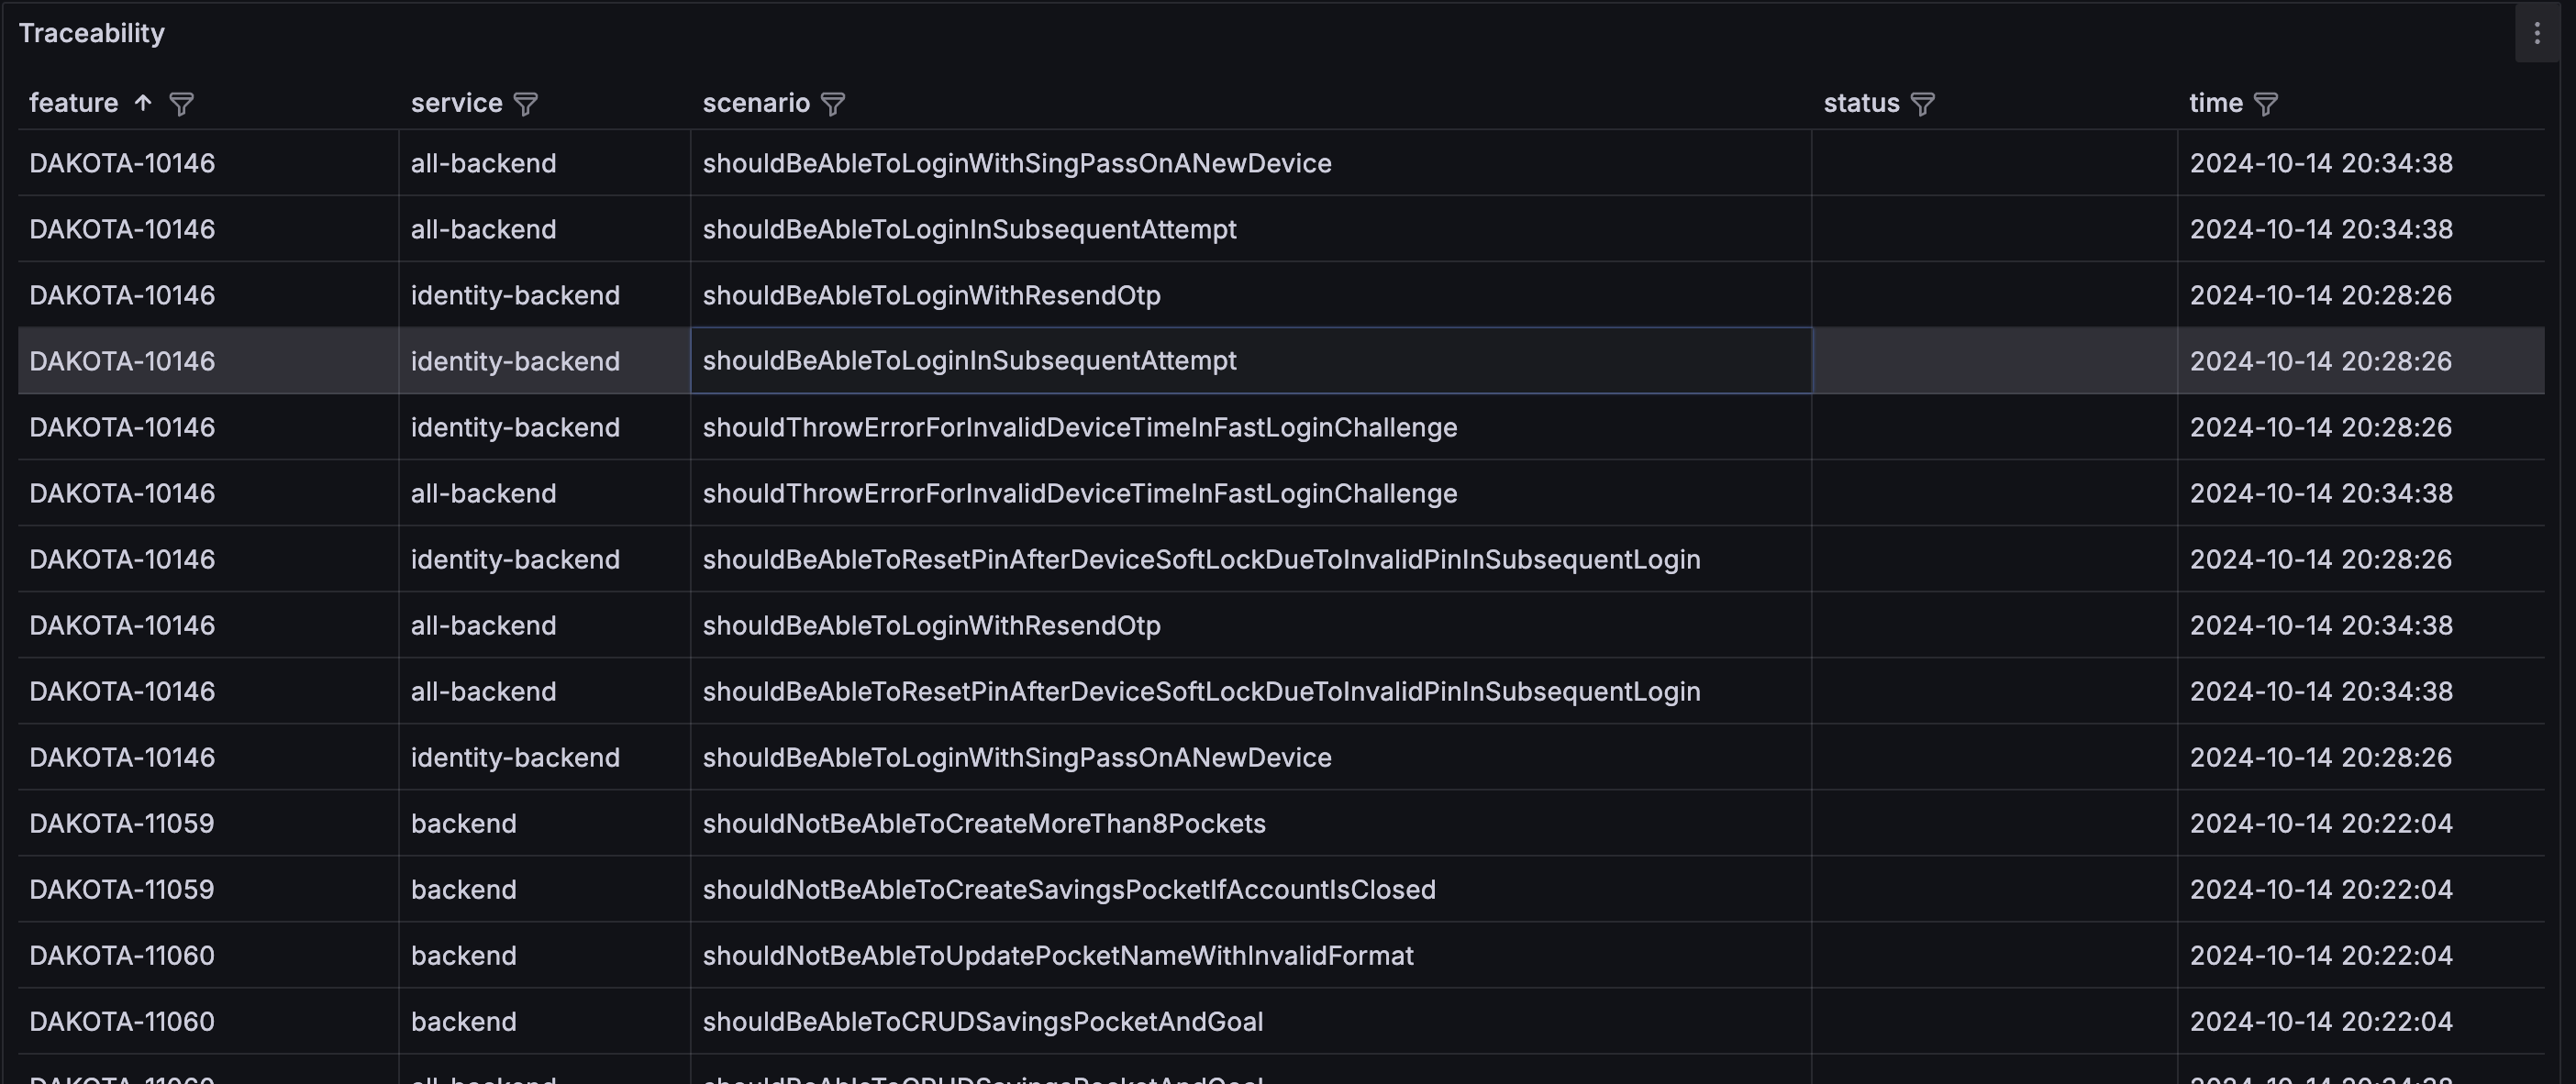 Traceability
feature service scenario status time
DAKOTA-10146 all-backend shouldBeAbleToLoginWithSingPassOnANewDevice 2024-10-14 20:34:38
DAKOTA-10146 all-backend shouldBeAbleToLoginInSubsequentAttempt 2024-10-14 20:34:38
DAKOTA-10146 identity-backend shouldBeAbleToLoginWithResendOtp 2024-10-14 20:28:26
DAKOTA-10146 identity-backend shouldBeAbleToLoginInSubsequentAttempt 2024-10-14 20:28:26
DAKOTA-10146 identity-backend shouldThrowErrorForInvalidDeviceTimeInFastLoginChallenge 2024-10-14 20:28:26
DAKOTA-10146 all-backend shouldThrowErrorForInvalidDeviceTimeInFastLoginChallenge 2024-10-14 20:34:38
DAKOTA-10146 identity-backend shouldBeAbleToResetPinAfterDeviceSoftLockDueToInvalidPinInSubsequentLogin 2024-10-14 20:28:26
DAKOTA-10146 all-backend shouldBeAbleToLoginWithResendOtp 2024-10-14 20:34:38
DAKOTA-10146 all-backend shouldBeAbleToResetPinAfterDeviceSoftLockDueToInvalidPinInSubsequentLogin 2024-10-14 20:34:38
DAKOTA-10146 identity-backend shouldBeAbleToLoginWithSingPassOnANewDevice 2024-10-14 20:28:26
DAKOTA-11059 backend shouldNotBeAbleToCreateMoreThan8Pockets 2024-10-14 20:22:04
DAKOTA-11059 backend shouldNotBeAbleToCreateSavingsPocketIfAccountIsClosed 2024-10-14 20:22:04
DAKOTA-11060 backend shouldNotBeAbleToUpdatePocketNameWithInvalidFormat 2024-10-14 20:22:04
DAKOTA-11060 backend shouldBeAbleToCRUDSavingsPocketAndGoal 2024-10-14 20:22:04